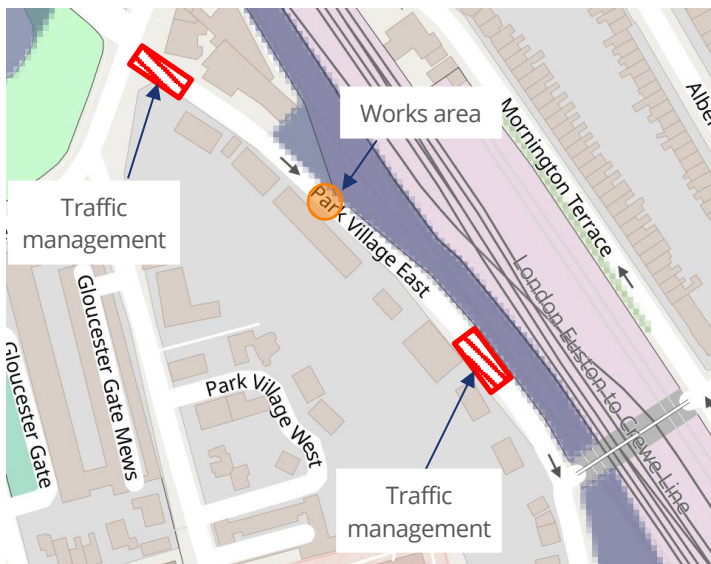 Works area
Traffic
management
Park Village East
Mornington Terrace
London Euston to Crewe Line
Gloucester Gate
Gloucester Gate Mews
Park Village West
Traffic
management